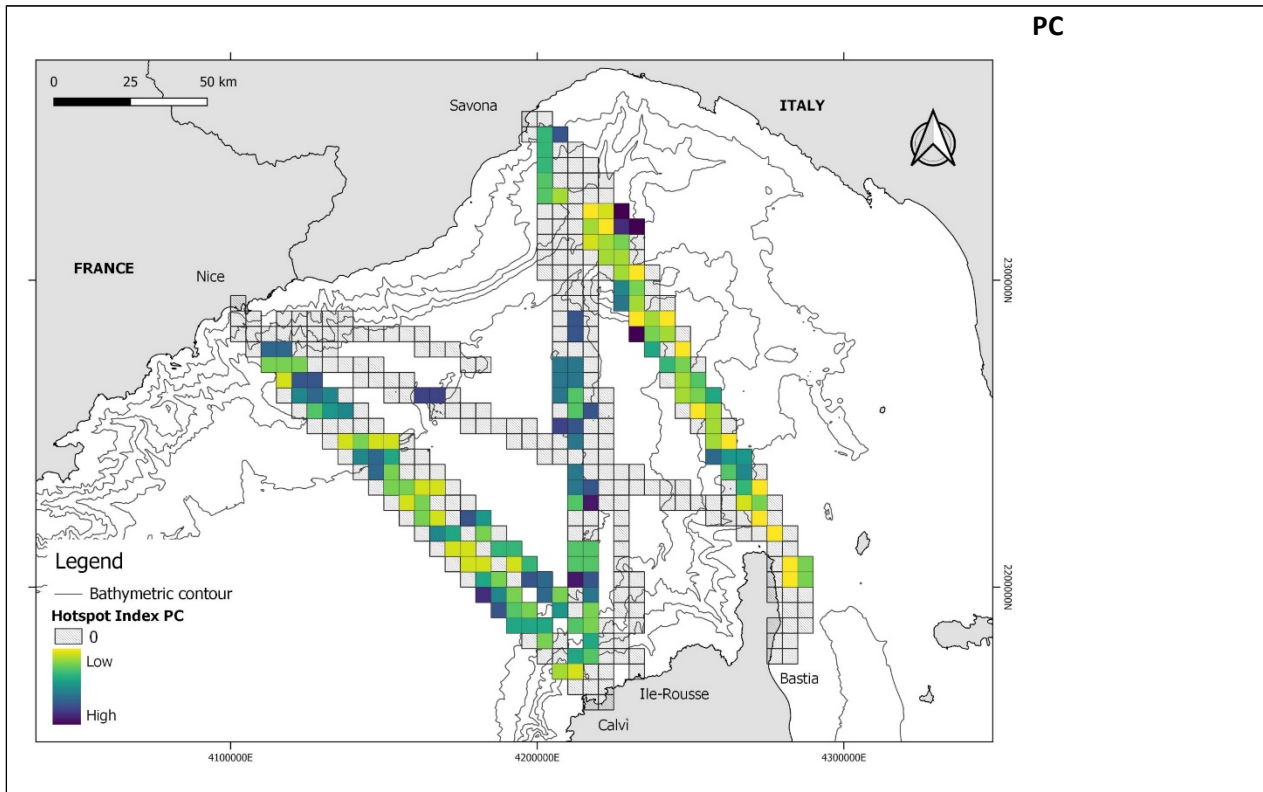 PC
0 25 50 km
Savona
ITALY
FRANCE
Nice
2300000N
Legend
Bathymetric contour
Hotspot Index PC
0
Low
High
2200000N
Bastia
Ile-Rousse
Calvì
4100000E 4200000E 4300000E